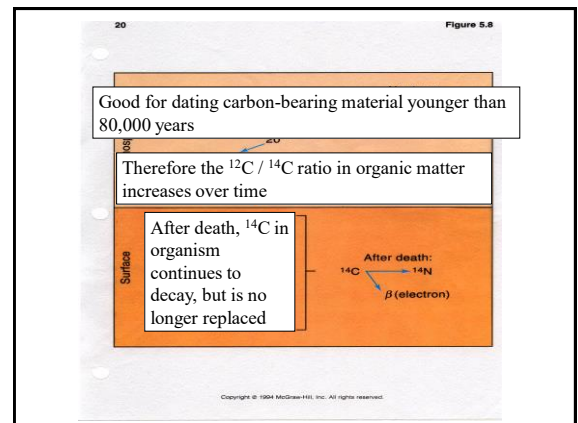 20 Figure 5.8
Good for dating carbon-bearing material younger than
80,000 years
Therefore the ¹²C / ¹⁴C ratio in organic matter
increases over time
After death, ¹⁴C in
organism
continues to
decay, but is no
longer replaced
Surface
After death:
¹⁴C ¹⁴N
β (electron)
Copyright © 1994 McGraw-Hill, Inc. All rights reserved.